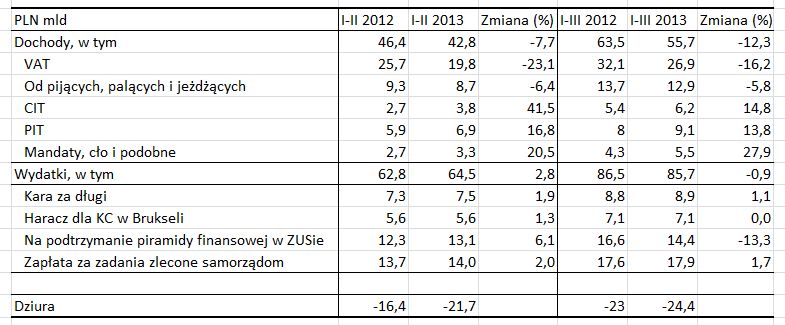 PLN mld I-II 2012 I-II 2013 Zmiana (%) I-III 2012 I-III 2013 Zmiana (%)
Dochody, w tym 46,4 42,8 -7,7 63,5 55,7 -12,3
VAT 25,7 19,8 -23,1 32,1 26,9 -16,2
Od pijących, palących i jeżdżących 9,3 8,7 -6,4 13,7 12,9 -5,8
CIT 2,7 3,8 41,5 5,4 6,2 14,8
PIT 5,9 6,9 16,8 8 9,1 13,8
Mandaty, cło i podobne 2,7 3,3 20,5 4,3 5,5 27,9
Wydatki, w tym 62,8 64,5 2,8 86,5 85,7 -0,9
Kara za długi 7,3 7,5 1,9 8,8 8,9 1,1
Haracz dla KC w Brukseli 5,6 5,6 1,3 7,1 7,1 0,0
Na podtrzymanie piramidy finansowej w ZUSie 12,3 13,1 6,1 16,6 14,4 -13,3
Zapłata za zadania zlecone samorządom 13,7 14,0 2,0 17,6 17,9 1,7
Dziura -16,4 -21,7 -23 -24,4